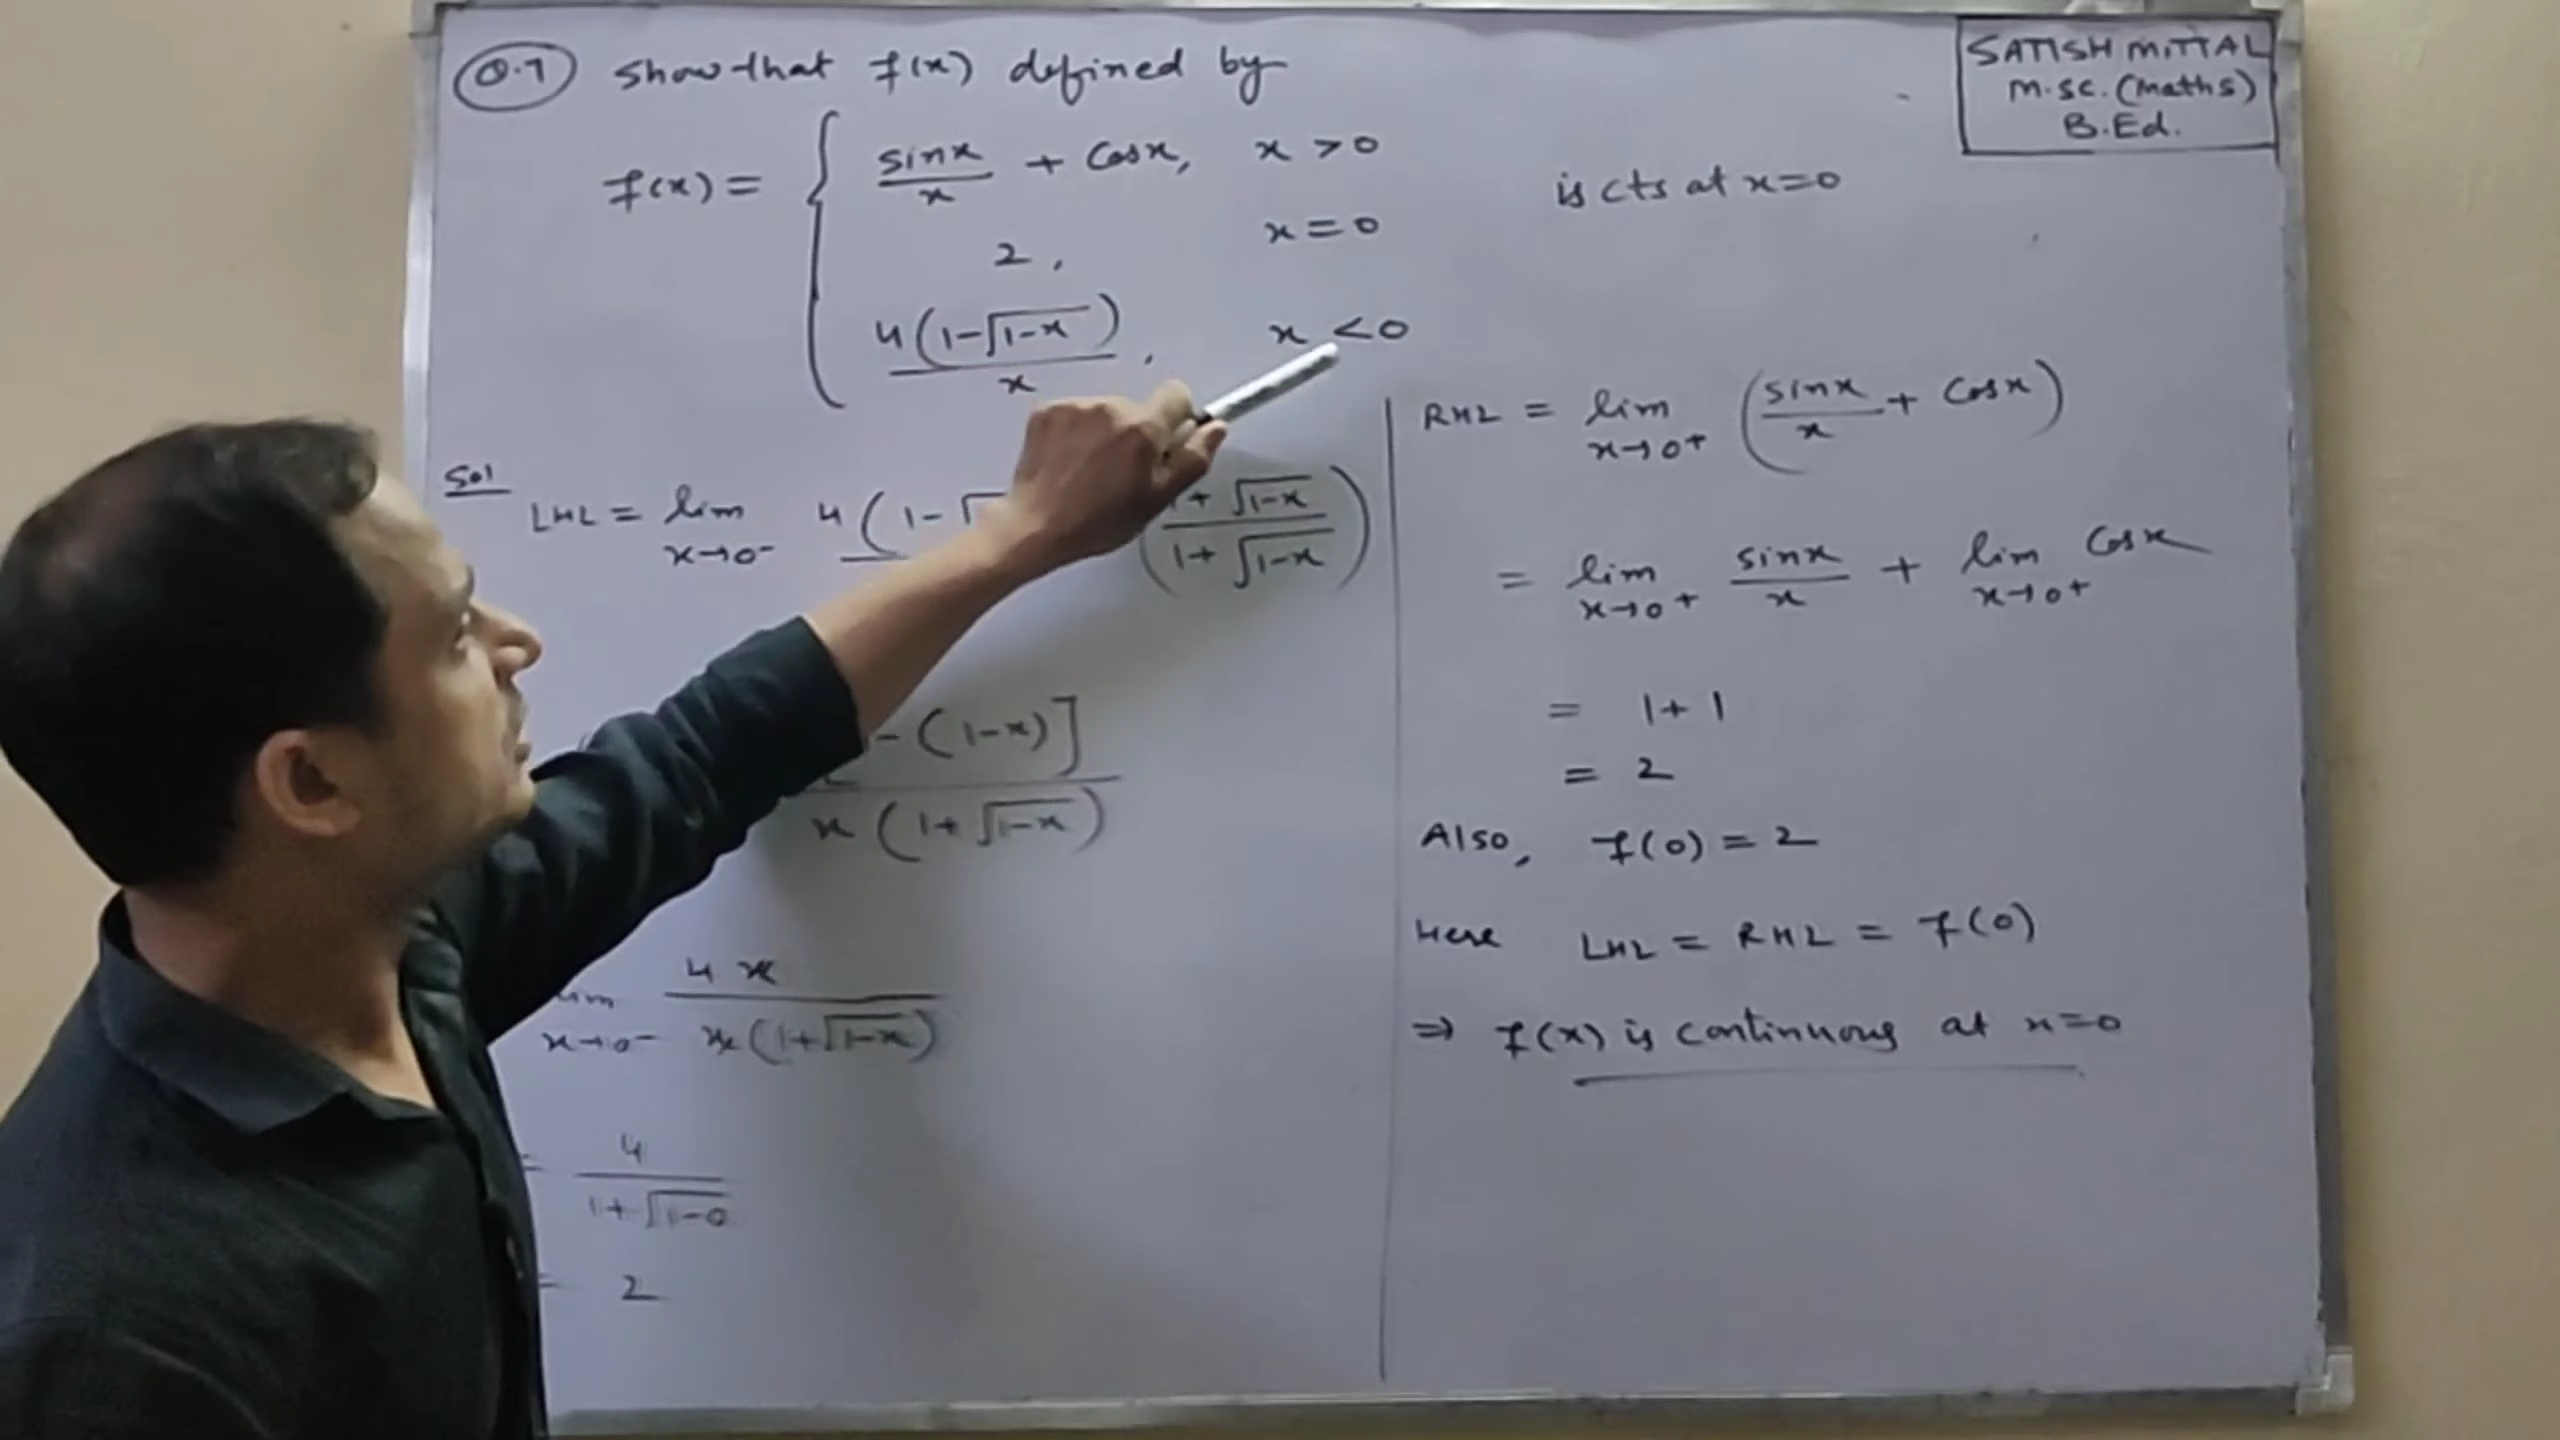 Q.7 Show that f(x) defined by
SATISH MITTAL
M.Sc. (Maths)
B.Ed.
f(x) = { sinx/x + Cosx, x > 0
2, x = 0
4(1-√1-x)/x, x < 0
is cts at x=0
Sol
LHL = lim x→0- 4(1-√ (1+√1-x / 1+√1-x)
- (1-x)] / x(1+√1-x)
lim x→0- 4x / x(1+√1-x)
= 4 / 1+√1-0
= 2
RHL = lim x→0+ (sinx/x + Cosx)
= lim x→0+ sinx/x + lim x→0+ Cosx
= 1+1
= 2
Also, f(0) = 2
Here LHL = RHL = f(0)
⇒ f(x) is continuous at x=0